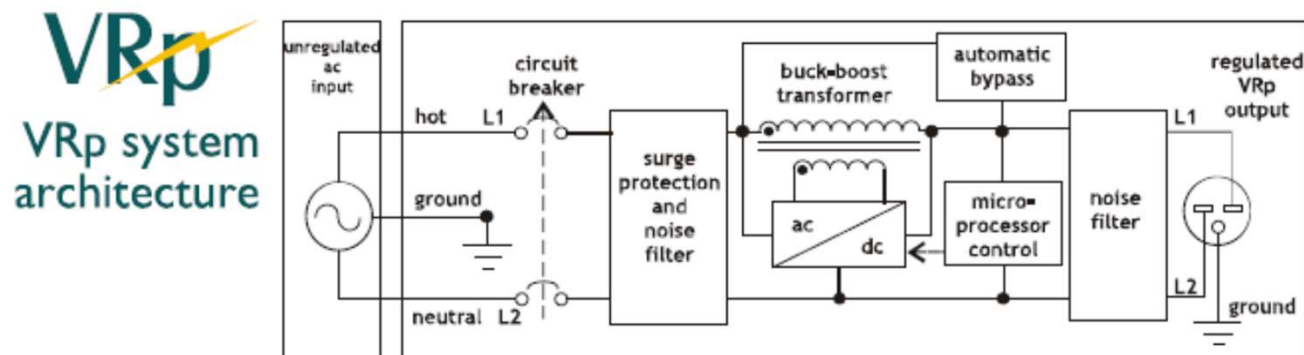 VRp
VRp system
architecture
unregulated
ac
input
circuit
breaker
hot
L1
ground
neutral
L2
surge
protection
and
noise
filter
buck-boost
transformer
automatic
bypass
ac
dc
micro-
processor
control
noise
filter
regulated
VRp
output
L1
L2
ground